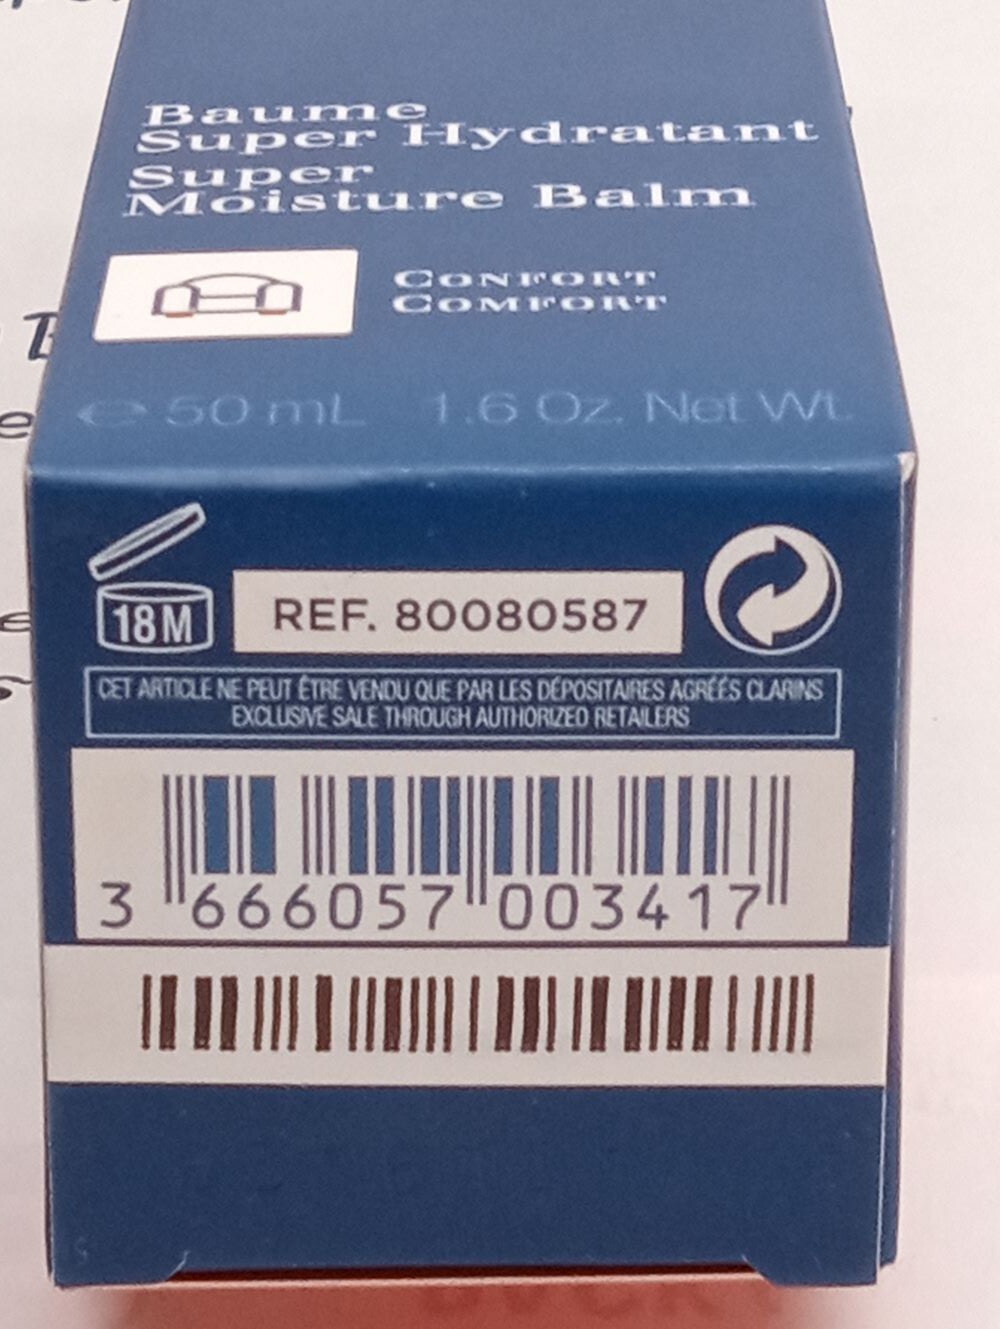 Baume
Super Hydratant
Super
Moisture Balm
CONFORT
COMFORT
℮ 50 mL 1.6 Oz. Net Wt.
18M
REF. 80080587
CET ARTICLE NE PEUT ÊTRE VENDU QUE PAR LES DÉPOSITAIRES AGRÉÉS CLARINS
EXCLUSIVE SALE THROUGH AUTHORIZED RETAILERS
3 666057 003417